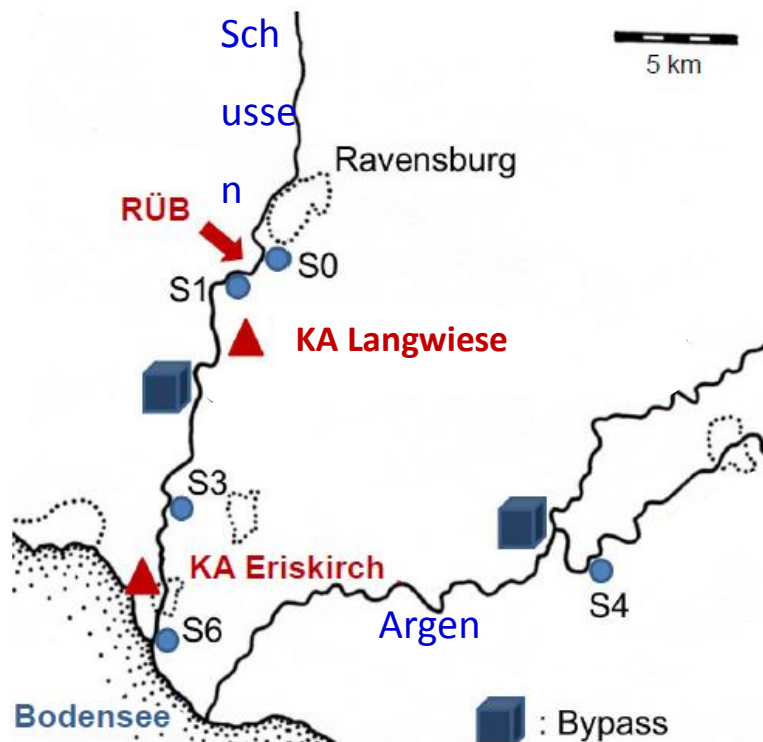 Sch
usse
n
5 km
Ravensburg
RÜB
S0
S1
KA Langwiese
S3
KA Eriskirch
S4
S6
Argen
Bodensee
: Bypass